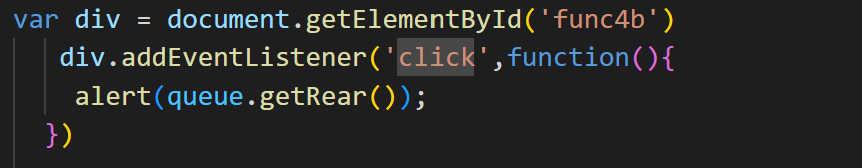 var div = document.getElementById('func4b')
div.addEventListener('click',function(){
alert(queue.getRear());
})